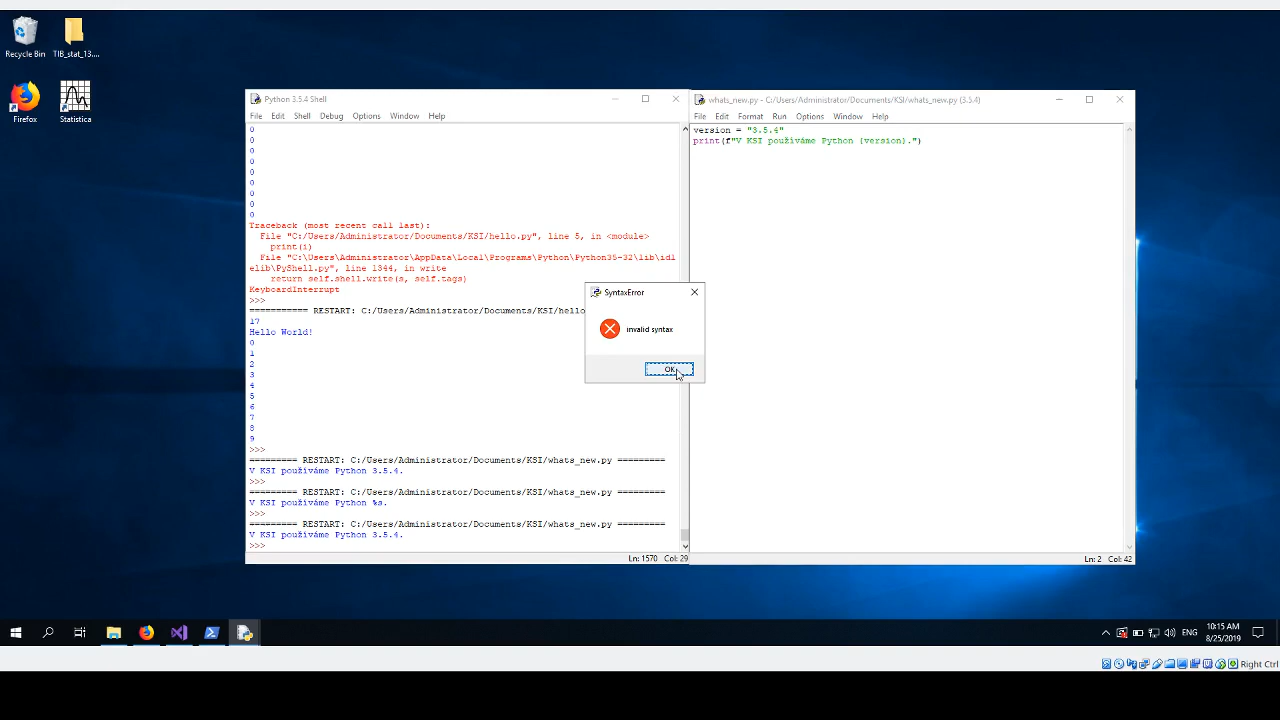 Recycle Bin
TIB_stat_13....
Firefox
Statistica
Python 3.5.4 Shell
File Edit Shell Debug Options Window Help
0
0
0
0
0
0
0
0
0
Traceback (most recent call last):
File "C:/Users/Administrator/Documents/KSI/hello.py", line 5, in <module>
print(i)
File "C:\Users\Administrator\AppData\Local\Programs\Python\Python35-32\lib\idl
elib\PyShell.py", line 1344, in write
return self.shell.write(s, self.tags)
KeyboardInterrupt
>>>
=========== RESTART: C:/Users/Administrator/Documents/KSI/hello
17
Hello World!
0
1
2
3
4
5
6
7
8
9
>>>
========= RESTART: C:/Users/Administrator/Documents/KSI/whats_new.py =========
V KSI používáme Python 3.5.4.
>>>
========= RESTART: C:/Users/Administrator/Documents/KSI/whats_new.py =========
V KSI používáme Python %s.
>>>
========= RESTART: C:/Users/Administrator/Documents/KSI/whats_new.py =========
V KSI používáme Python 3.5.4.
>>>
Ln: 1570 Col: 29
whats_new.py - C:/Users/Administrator/Documents/KSI/whats_new.py (3.5.4)
File Edit Format Run Options Window Help
version = "3.5.4"
print(f"V KSI používáme Python {version}.")
Ln: 2 Col: 42
SyntaxError
invalid syntax
OK
ENG
10:15 AM
8/25/2019
Right Ctrl